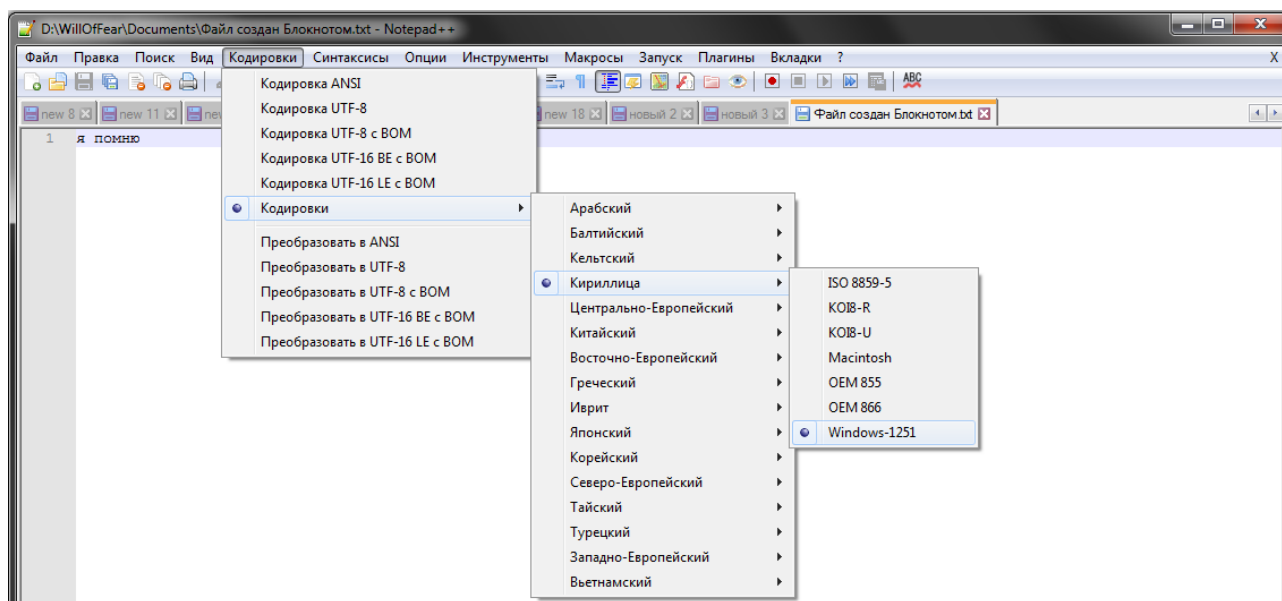 D:\WillOfFear\Documents\Файл создан Блокнотом.txt - Notepad++
Файл Правка Поиск Вид Кодировки Синтаксисы Опции Инструменты Макросы Запуск Плагины Вкладки ? X
ABC
new 8 new 11 new 18 новый 2 новый 3 Файл создан Блокнотом.txt
1 я помню
Кодировка ANSI
Кодировка UTF-8
Кодировка UTF-8 с BOM
Кодировка UTF-16 BE с BOM
Кодировка UTF-16 LE с BOM
Кодировки
Преобразовать в ANSI
Преобразовать в UTF-8
Преобразовать в UTF-8 с BOM
Преобразовать в UTF-16 BE с BOM
Преобразовать в UTF-16 LE с BOM
Арабский
Балтийский
Кельтский
Кириллица
Центрально-Европейский
Китайский
Восточно-Европейский
Греческий
Иврит
Японский
Корейский
Северо-Европейский
Тайский
Турецкий
Западно-Европейский
Вьетнамский
ISO 8859-5
KOI8-R
KOI8-U
Macintosh
OEM 855
OEM 866
Windows-1251